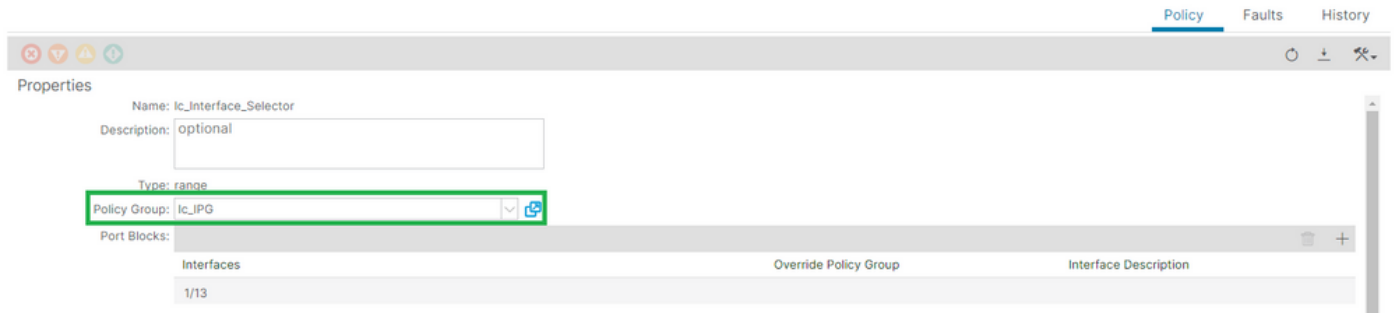 Policy Faults History
Properties
Name: lc_Interface_Selector
Description: optional
Type: range
Policy Group: lc_IPG
Port Blocks:
Interfaces Override Policy Group Interface Description
1/13